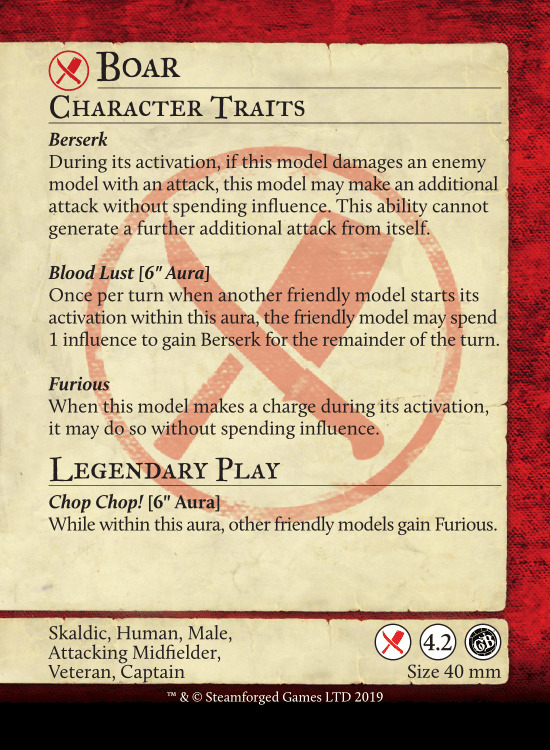 Boar
Character Traits
Berserk
During its activation, if this model damages an enemy
model with an attack, this model may make an additional
attack without spending influence. This ability cannot
generate a further additional attack from itself.
Blood Lust [6" Aura]
Once per turn when another friendly model starts its
activation within this aura, the friendly model may spend
1 influence to gain Berserk for the remainder of the turn.
Furious
When this model makes a charge during its activation,
it may do so without spending influence.
Legendary Play
Chop Chop! [6" Aura]
While within this aura, other friendly models gain Furious.
Skaldic, Human, Male,
Attacking Midfielder,
Veteran, Captain
4.2
GB
Size 40 mm
™ & © Steamforged Games LTD 2019